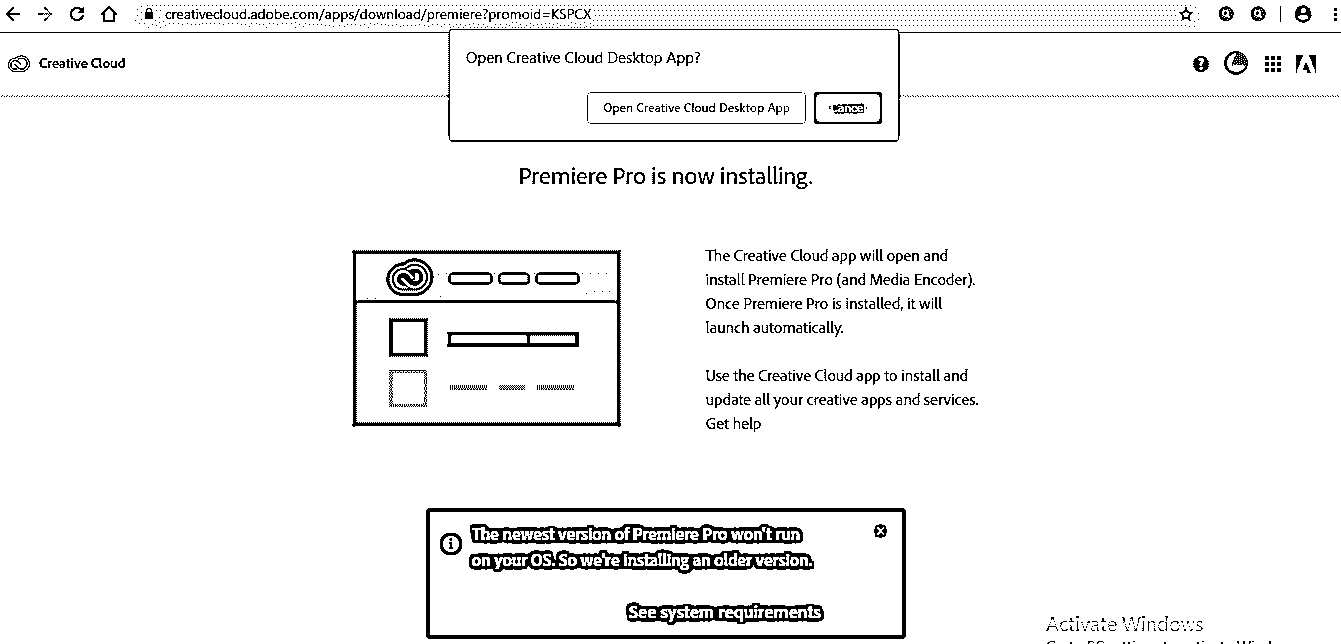 creativecloud.adobe.com/apps/download/premiere?promoid=KSPCX
Creative Cloud
Open Creative Cloud Desktop App?
Open Creative Cloud Desktop App
Cancel
Premiere Pro is now installing.
The Creative Cloud app will open and
install Premiere Pro (and Media Encoder).
Once Premiere Pro is installed, it will
launch automatically.
Use the Creative Cloud app to install and
update all your creative apps and services.
Get help
The newest version of Premiere Pro won't run
on your OS. So we're installing an older version.
See system requirements
Activate Windows